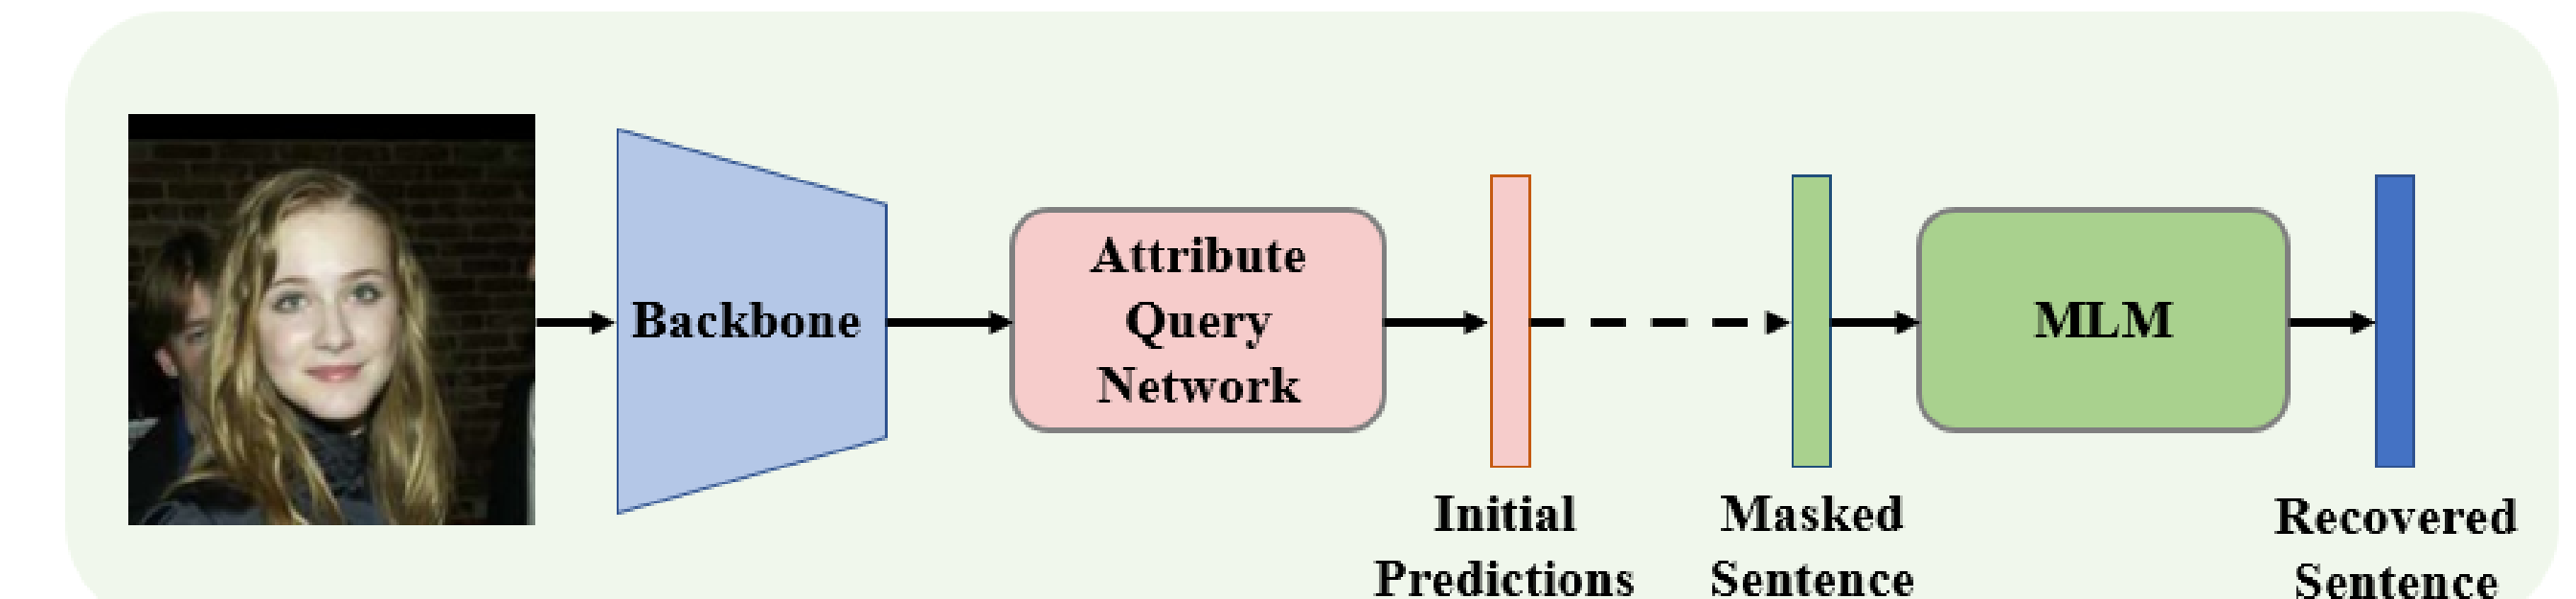 Backbone
Attribute
Query
Network
MLM
Initial
Predictions
Masked
Sentence
Recovered
Sentence